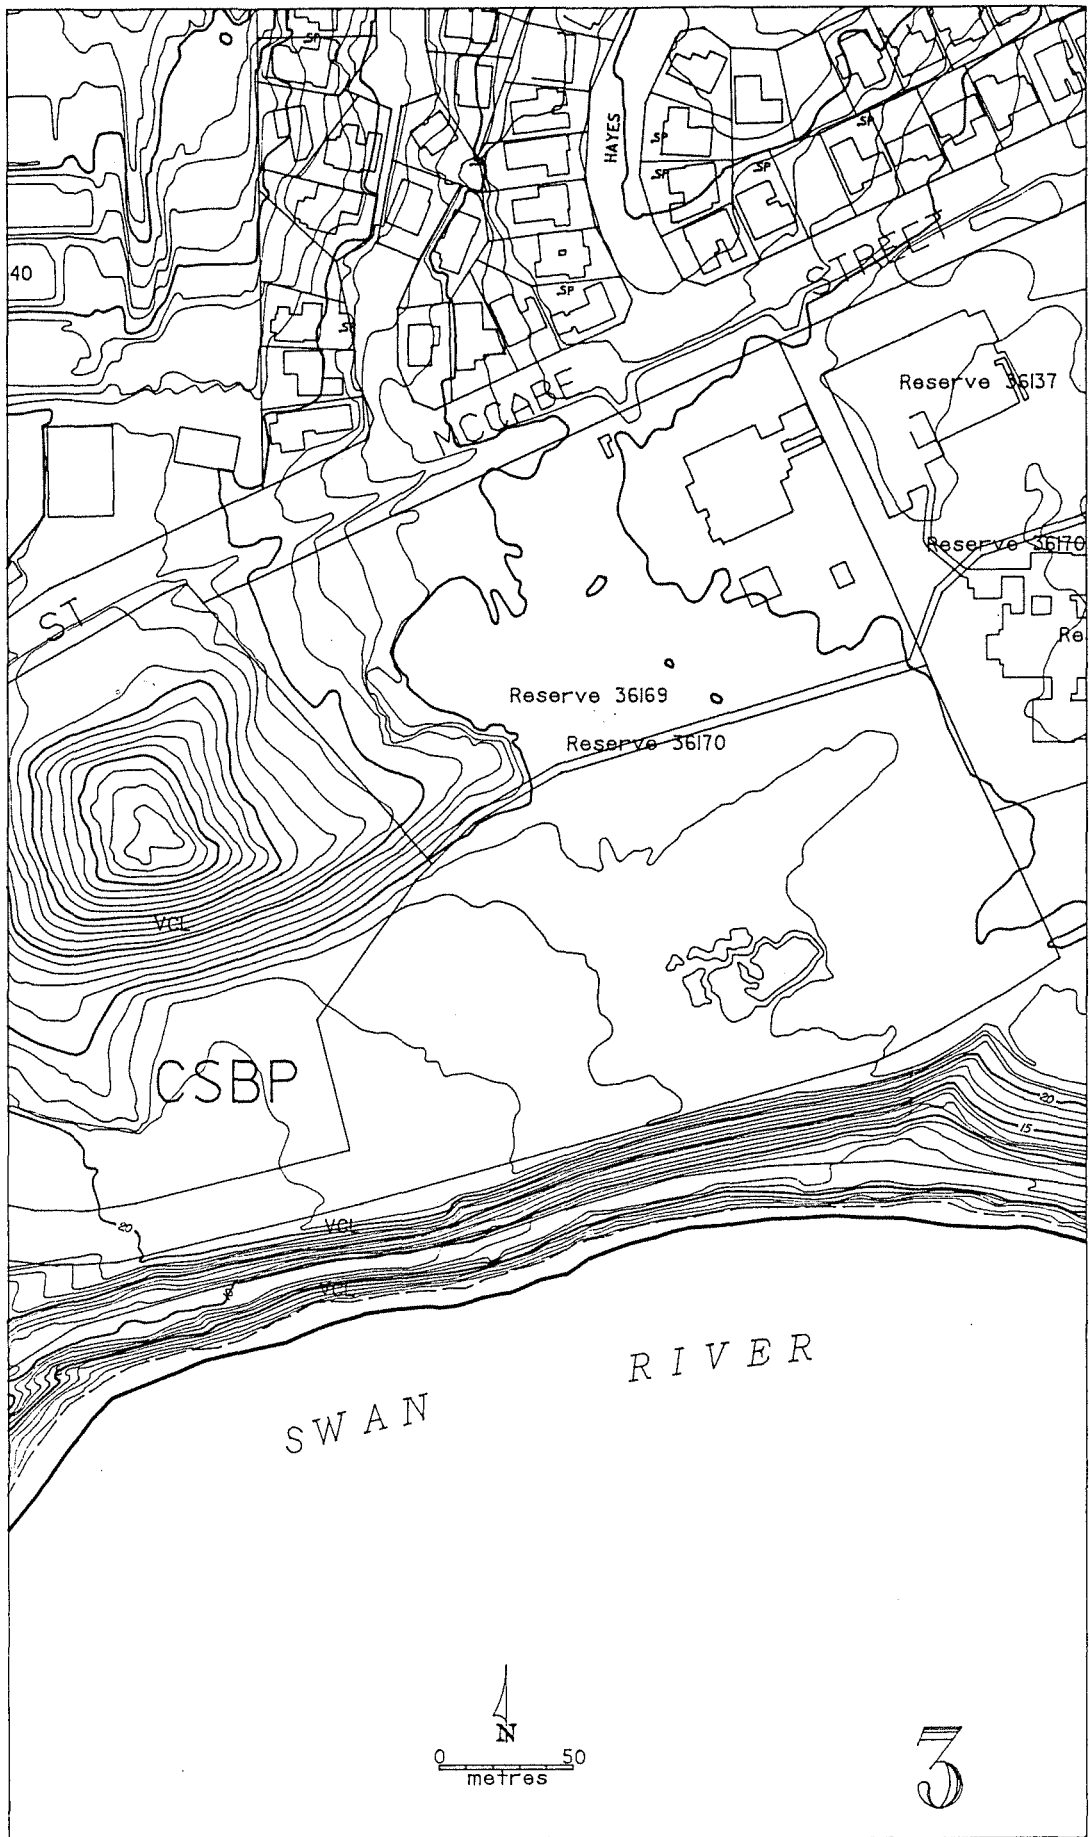 SP
HAYES
SP
SP
SP
SP
STREET
40
SP
SP
MCCABE
Reserve 36137
Reserve 36170
ST
Re
Reserve 36169
Reserve 36170
VCL
CSBP
20
15
20
VCL
VCL
SWAN RIVER
N
0 50
metres
3